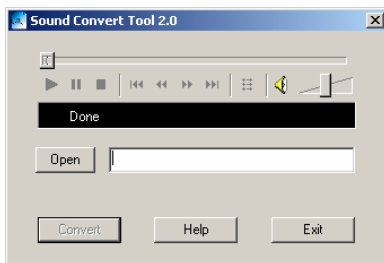 Sound Convert Tool 2.0
Done
Open
Convert
Help
Exit